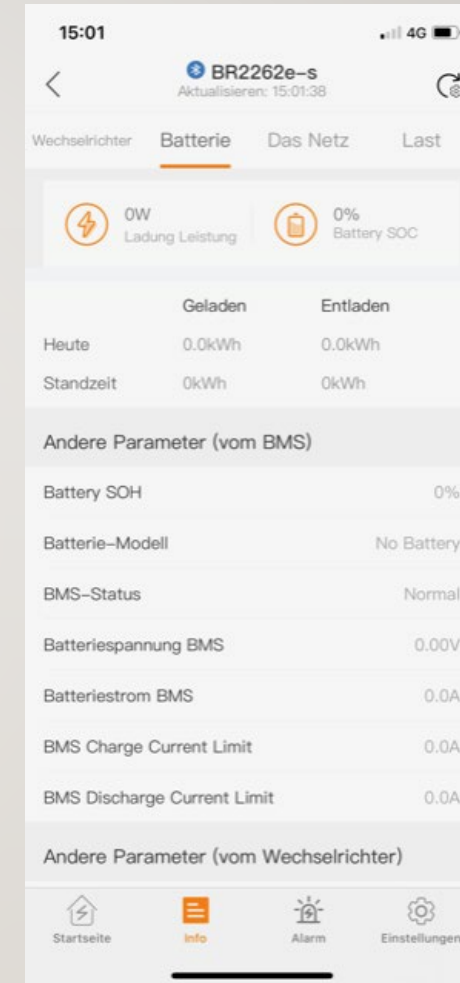 15:01
4G
BR2262e-s
Aktualisieren: 15:01:38
Wechselrichter Batterie Das Netz Last
0W
Ladung Leistung
0%
Battery SOC
Geladen Entladen
Heute 0.0kWh 0.0kWh
Standzeit 0kWh 0kWh
Andere Parameter (vom BMS)
Battery SOH 0%
Batterie-Modell No Battery
BMS-Status Normal
Batteriespannung BMS 0.00V
Batteriestrom BMS 0.0A
BMS Charge Current Limit 0.0A
BMS Discharge Current Limit 0.0A
Andere Parameter (vom Wechselrichter)
Startseite Info Alarm Einstellungen